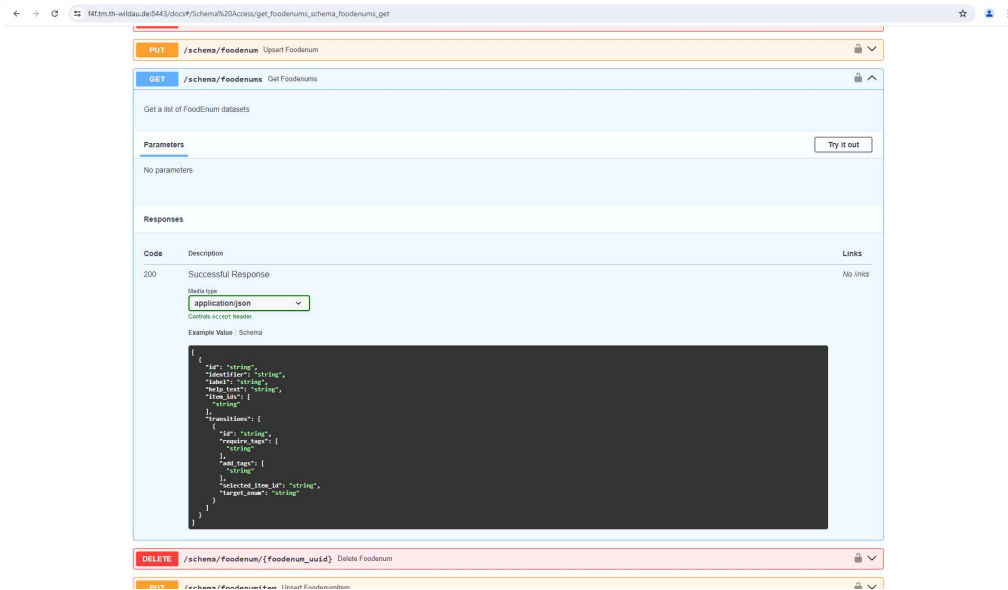 f4f.tm.th-wildau.de:8443/docs#/Schema%20Access/get_foodenums_schema_foodenums_get
PUT /schema/foodenum Upsert Foodenum
GET /schema/foodenums Get Foodenums
Get a list of FoodEnum datasets
Parameters
Try it out
No parameters
Responses
Code Description Links
200 Successful Response No links
Media type
application/json
Controls Accept header.
Example Value Schema
[
{
"id": "string",
"identifier": "string",
"label": "string",
"help_text": "string",
"item_ids": [
"string"
],
"transitions": [
{
"id": "string",
"require_tags": [
"string"
],
"add_tags": [
"string"
],
"selected_item_id": "string",
"target_enum": "string"
}
]
}
]
DELETE /schema/foodenum/{foodenum_uuid} Delete Foodenum
PUT /schema/foodenumitem Upsert Foodenumitem